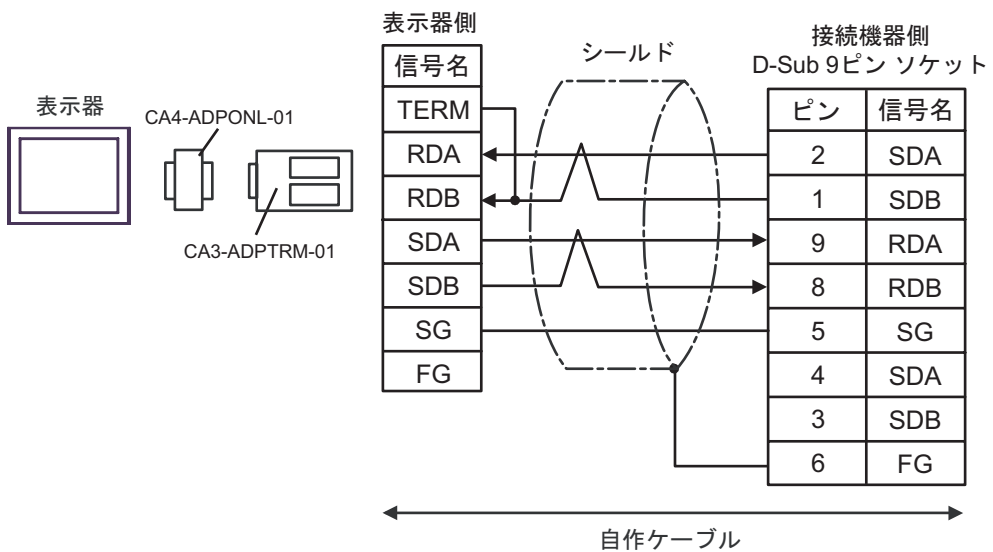 表示器
CA4-ADPONL-01
CA3-ADPTRM-01
表示器側
信号名
TERM
RDA
RDB
SDA
SDB
SG
FG
シールド
接続機器側
D-Sub 9ピン ソケット
ピン 信号名
2 SDA
1 SDB
9 RDA
8 RDB
5 SG
4 SDA
3 SDB
6 FG
自作ケーブル